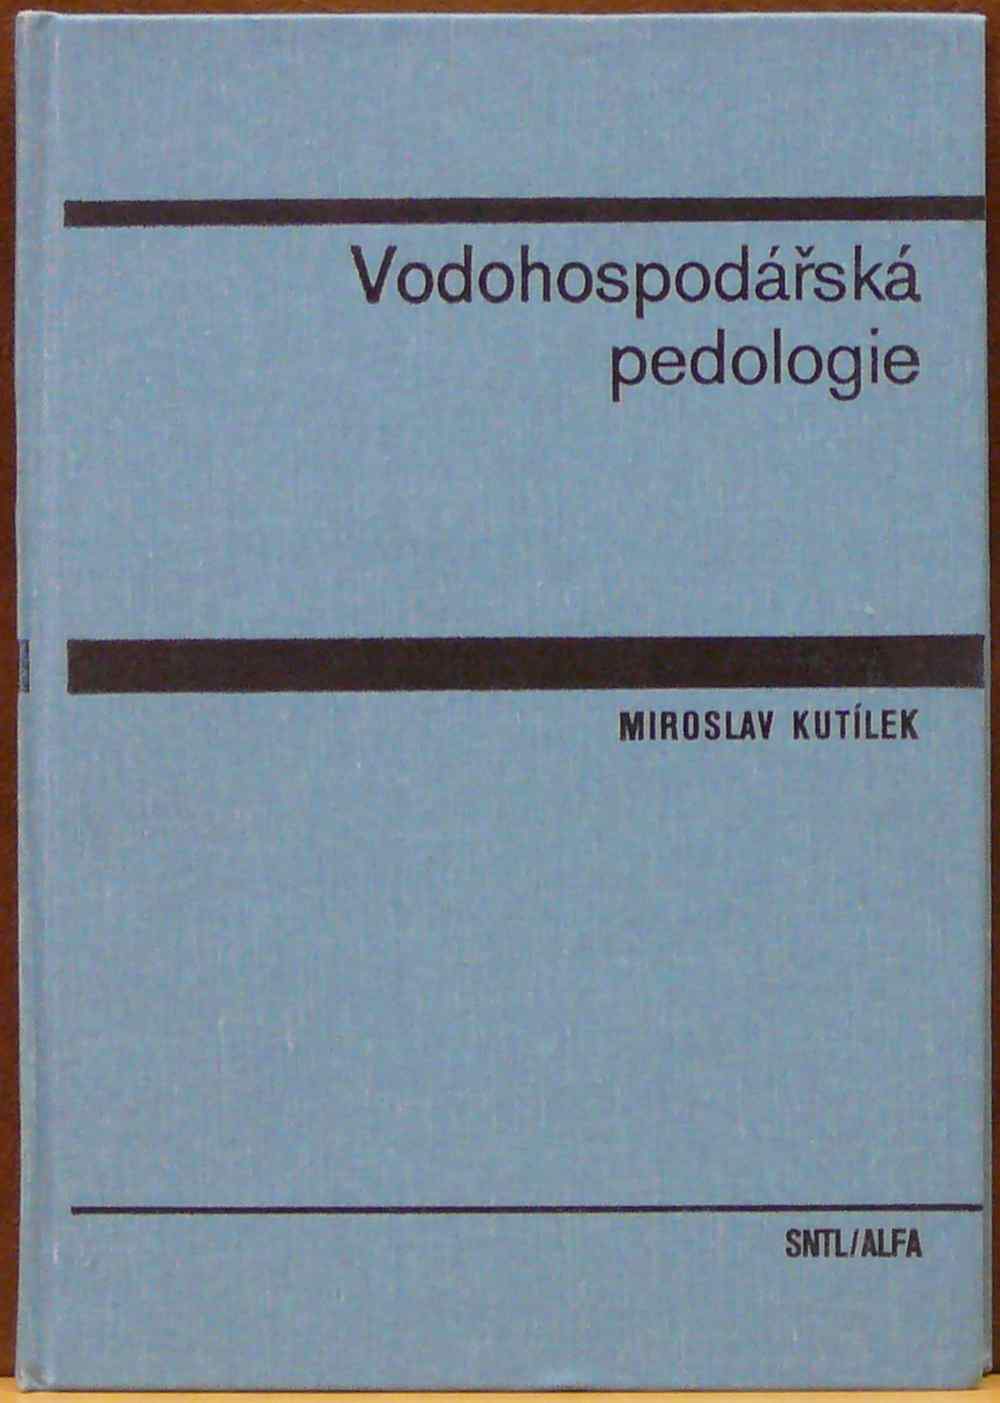 Vodohospodářská
pedologie
MIROSLAV KUTÍLEK
SNTL/ALFA